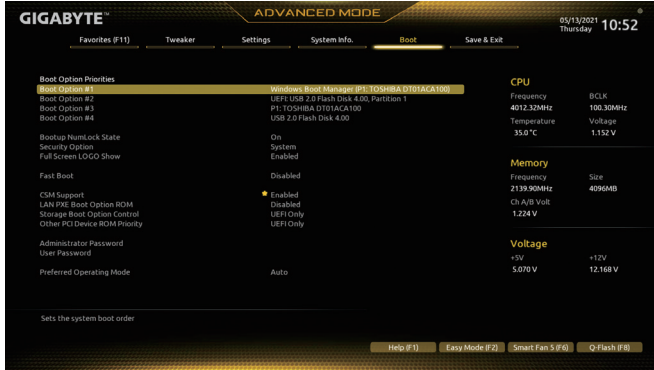 GIGABYTE™
ADVANCED MODE
05/13/2021 Thursday 10:52
Favorites (F11) Tweaker Settings System Info. Boot Save & Exit
Boot Option Priorities
Boot Option #1 Windows Boot Manager (P1: TOSHIBA DT01ACA100)
Boot Option #2 UEFI: USB 2.0 Flash Disk 4.00, Partition 1
Boot Option #3 P1: TOSHIBA DT01ACA100
Boot Option #4 USB 2.0 Flash Disk 4.00
Bootup NumLock State On
Security Option System
Full Screen LOGO Show Enabled
Fast Boot Disabled
CSM Support Enabled
LAN PXE Boot Option ROM Disabled
Storage Boot Option Control UEFI Only
Other PCI Device ROM Priority UEFI Only
Administrator Password
User Password
Preferred Operating Mode Auto
CPU
Frequency BCLK
4012.32MHz 100.30MHz
Temperature Voltage
35.0 °C 1.152 V
Memory
Frequency Size
2139.90MHz 4096MB
Ch A/B Volt
1.224 V
Voltage
+5V +12V
5.070 V 12.168 V
Sets the system boot order
Help (F1) Easy Mode (F2) Smart Fan 5 (F6) Q-Flash (F8)